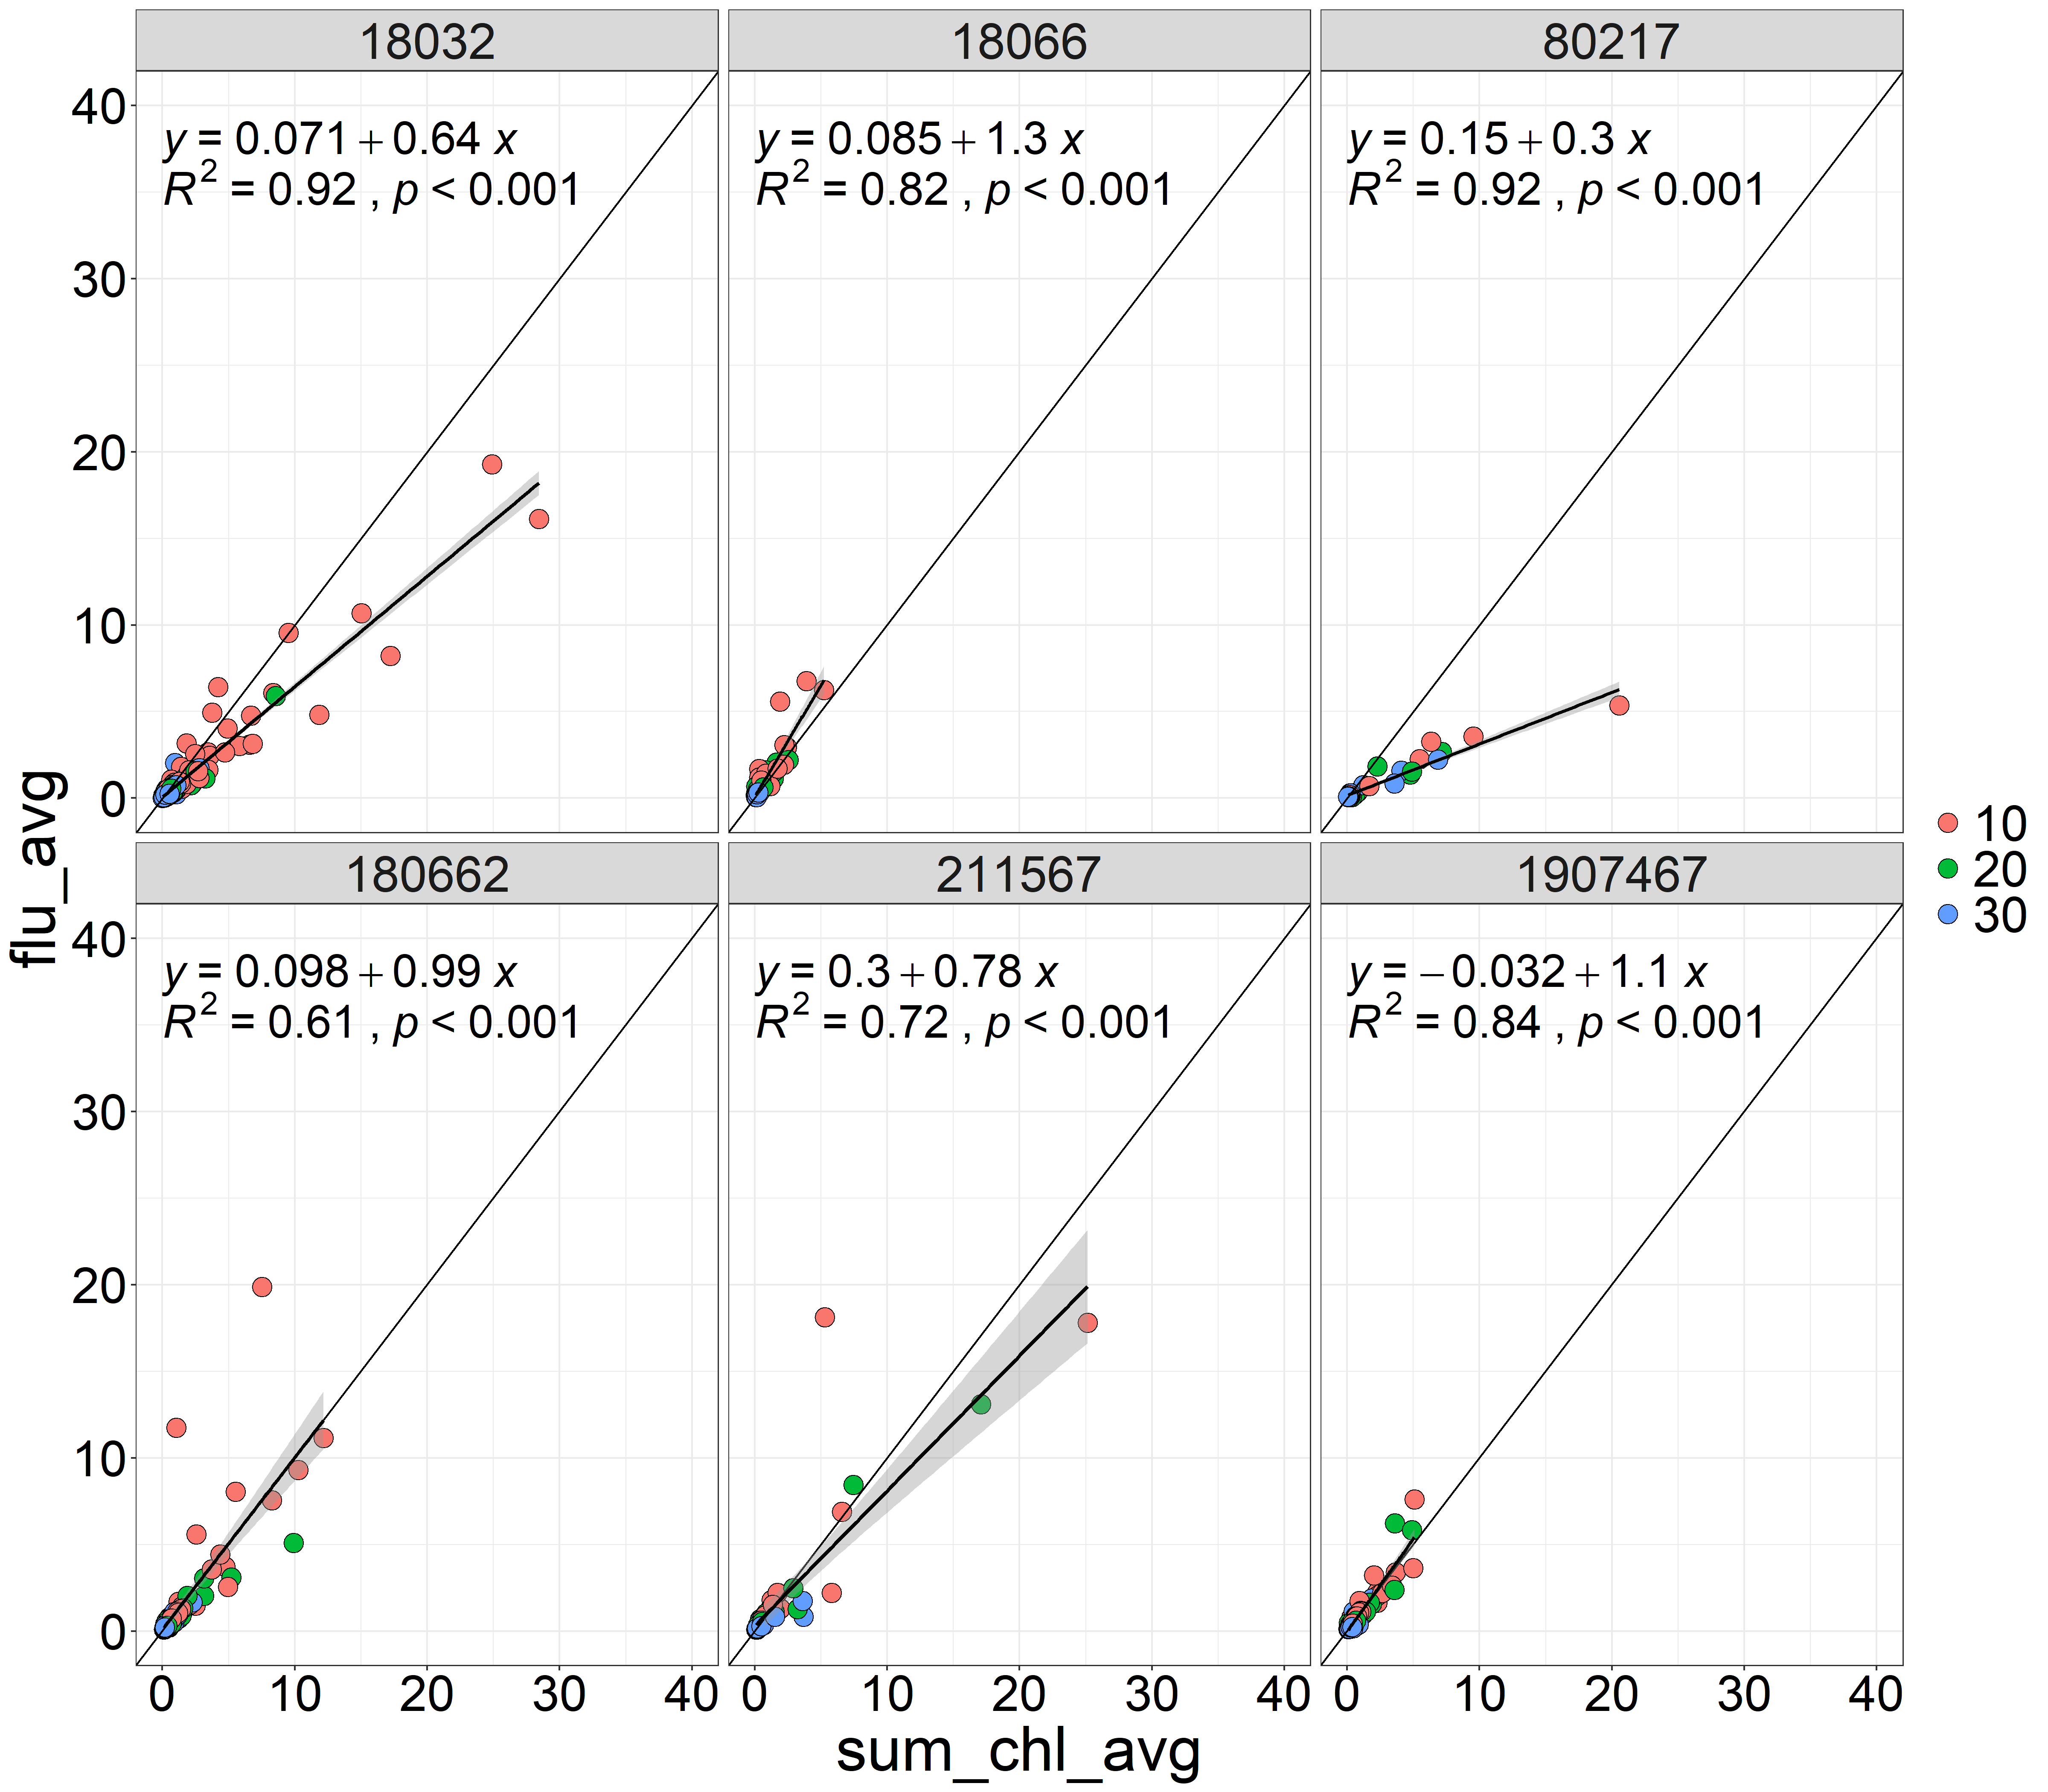 18032
18066
80217
40
30
20
10
0
y = 0.071 + 0.64 x
R² = 0.92 , p < 0.001
y = 0.085 + 1.3 x
R² = 0.82 , p < 0.001
y = 0.15 + 0.3 x
R² = 0.92 , p < 0.001
180662
211567
1907467
40
30
20
10
0
y = 0.098 + 0.99 x
R² = 0.61 , p < 0.001
y = 0.3 + 0.78 x
R² = 0.72 , p < 0.001
y = −0.032 + 1.1 x
R² = 0.84 , p < 0.001
0 10 20 30 40
0 10 20 30 40
0 10 20 30 40
sum_chl_avg
flu_avg
10
20
30